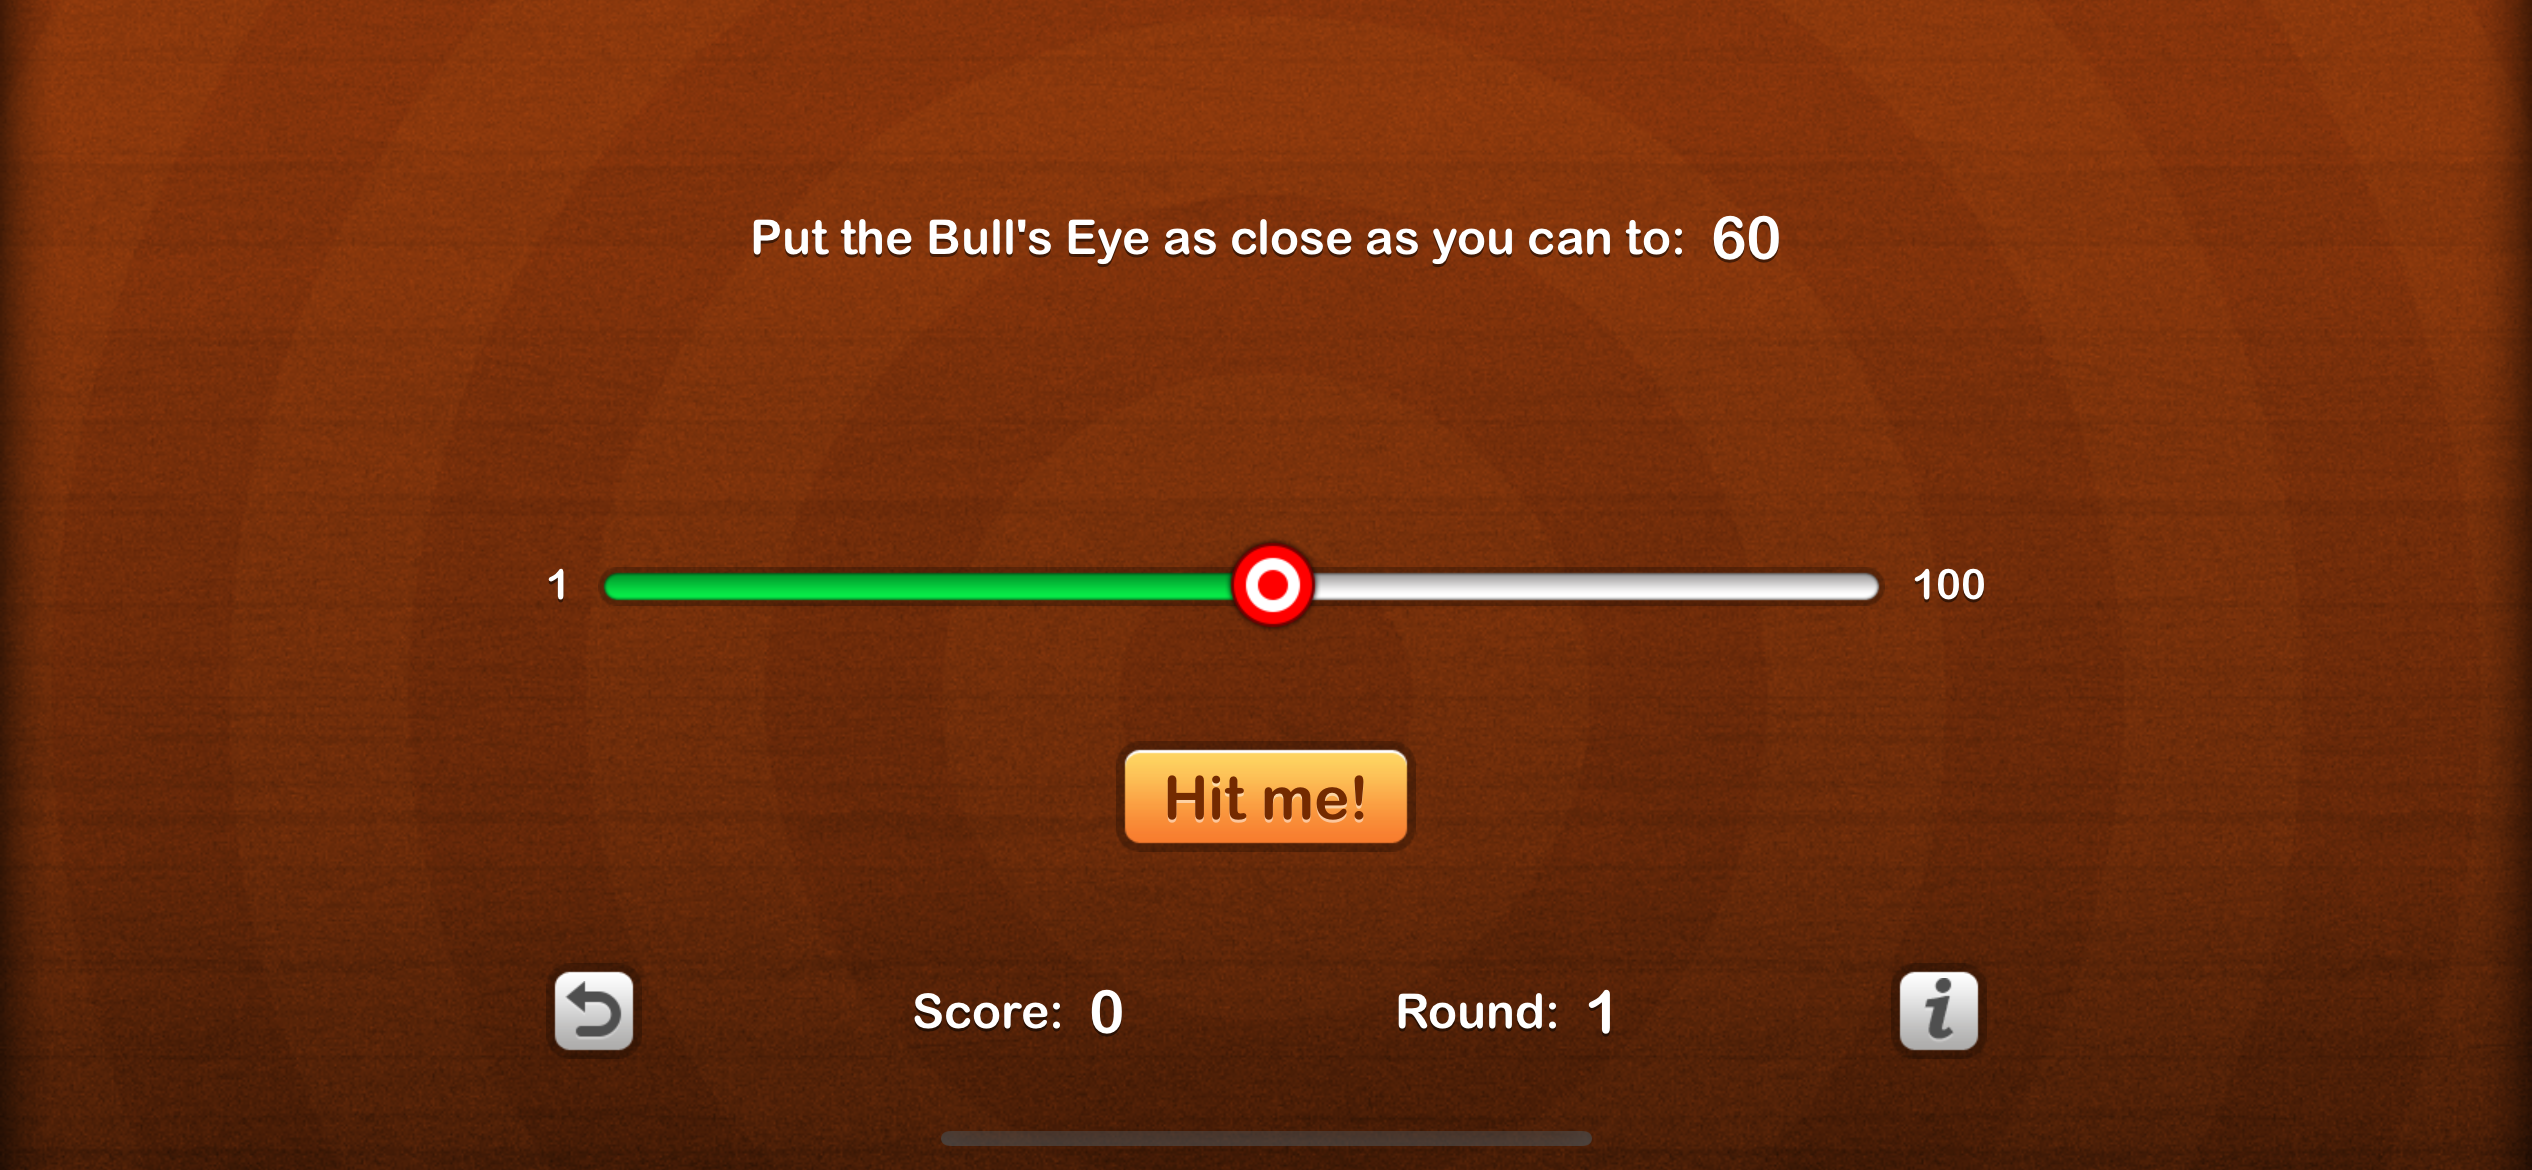 Put the Bull's Eye as close as you can to: 60
1 100
Hit me!
Score: 0 Round: 1 i